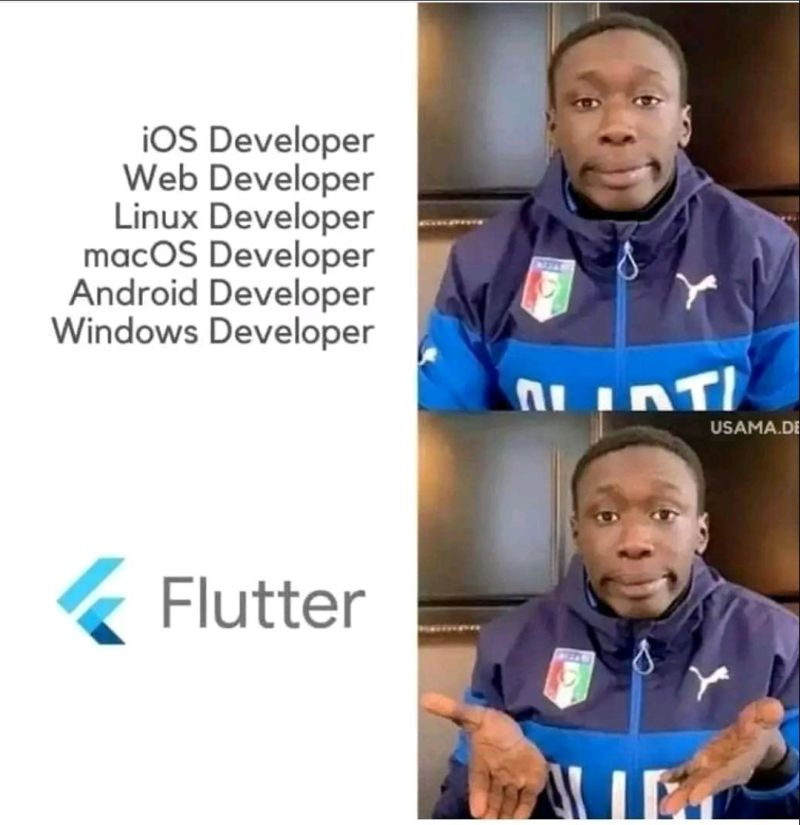 iOS Developer
Web Developer
Linux Developer
macOS Developer
Android Developer
Windows Developer
USAMA.DE
Flutter